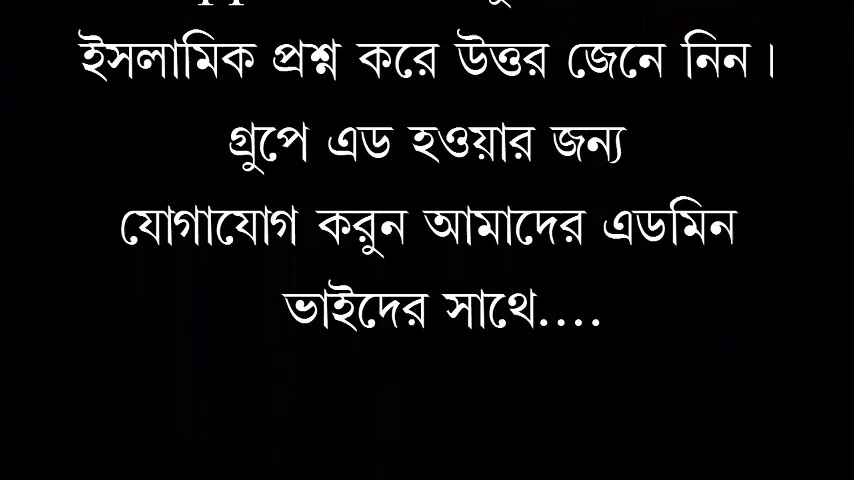 ইসলামিক প্রশ্ন করে উত্তর জেনে নিন।
গ্রুপে এড হওয়ার জন্য
যোগাযোগ করুন আমাদের এডমিন
ভাইদের সাথে....